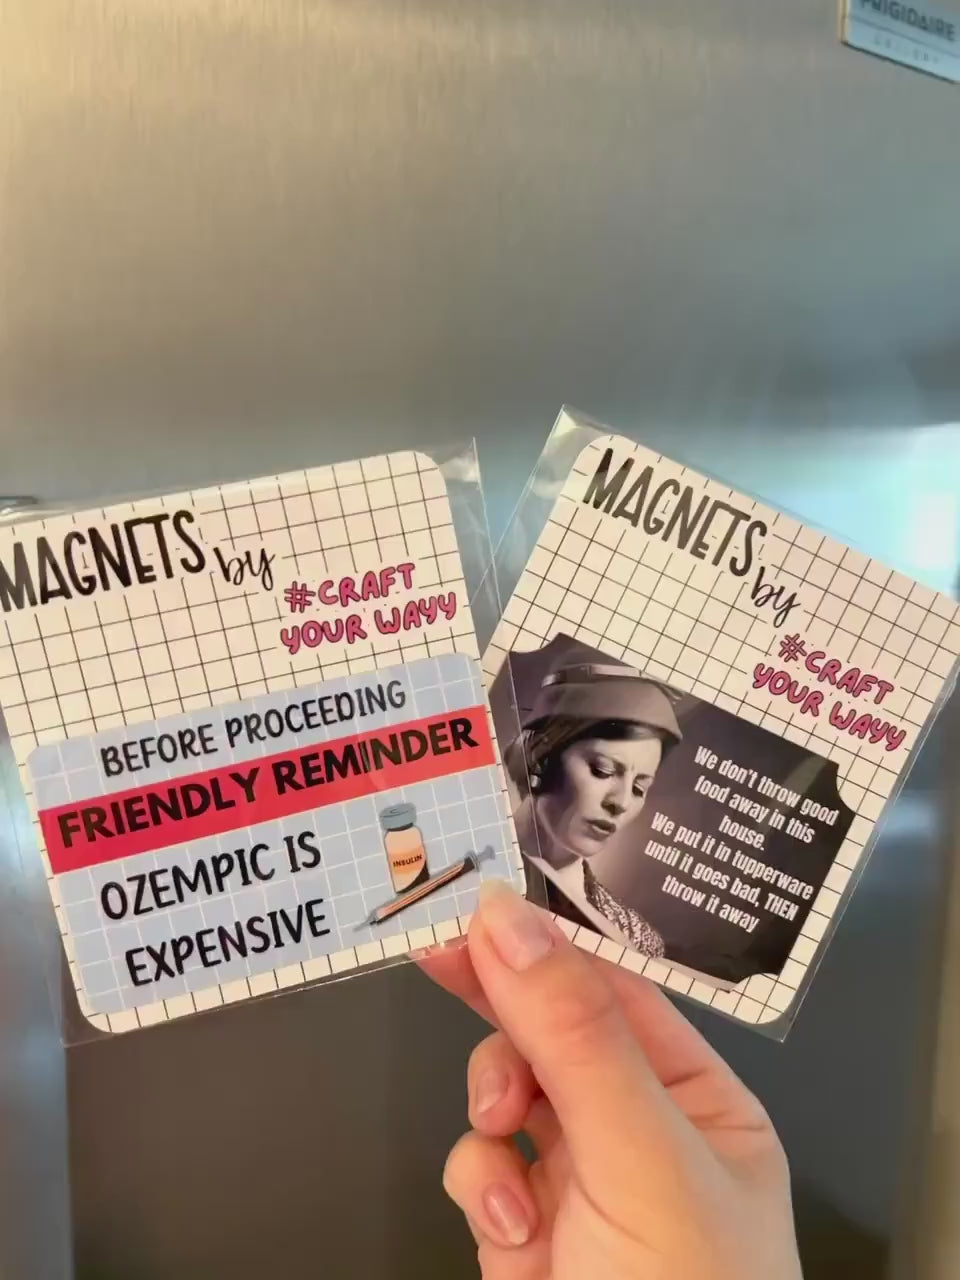 FRIGIDAIRE
GALLERY
MAGNETS
by
#CRAFT
YOUR WAYY
BEFORE PROCEEDING
FRIENDLY REMINDER
OZEMPIC IS
EXPENSIVE
INSULIN
MAGNETS
by
#CRAFT
YOUR WAYY
We don't throw good
food away in this
house.
We put it in tupperware
until it goes bad, THEN
throw it away